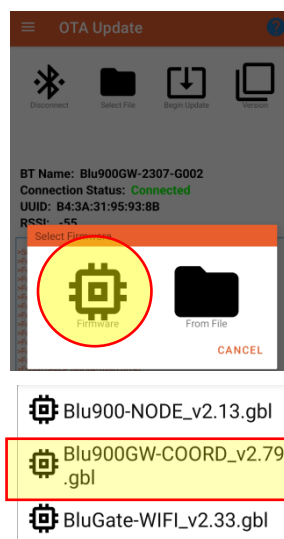 OTA Update
?
Disconnect
Select File
Begin Update
Version
BT Name: Blu900GW-2307-G002
Connection Status: Connected
UUID: B4:3A:31:95:93:8B
RSSI: -55
Select Firmware
Firmware
From File
CANCEL
Blu900-NODE_v2.13.gbl
Blu900GW-COORD_v2.79
.gbl
BluGate-WIFI_v2.33.gbl